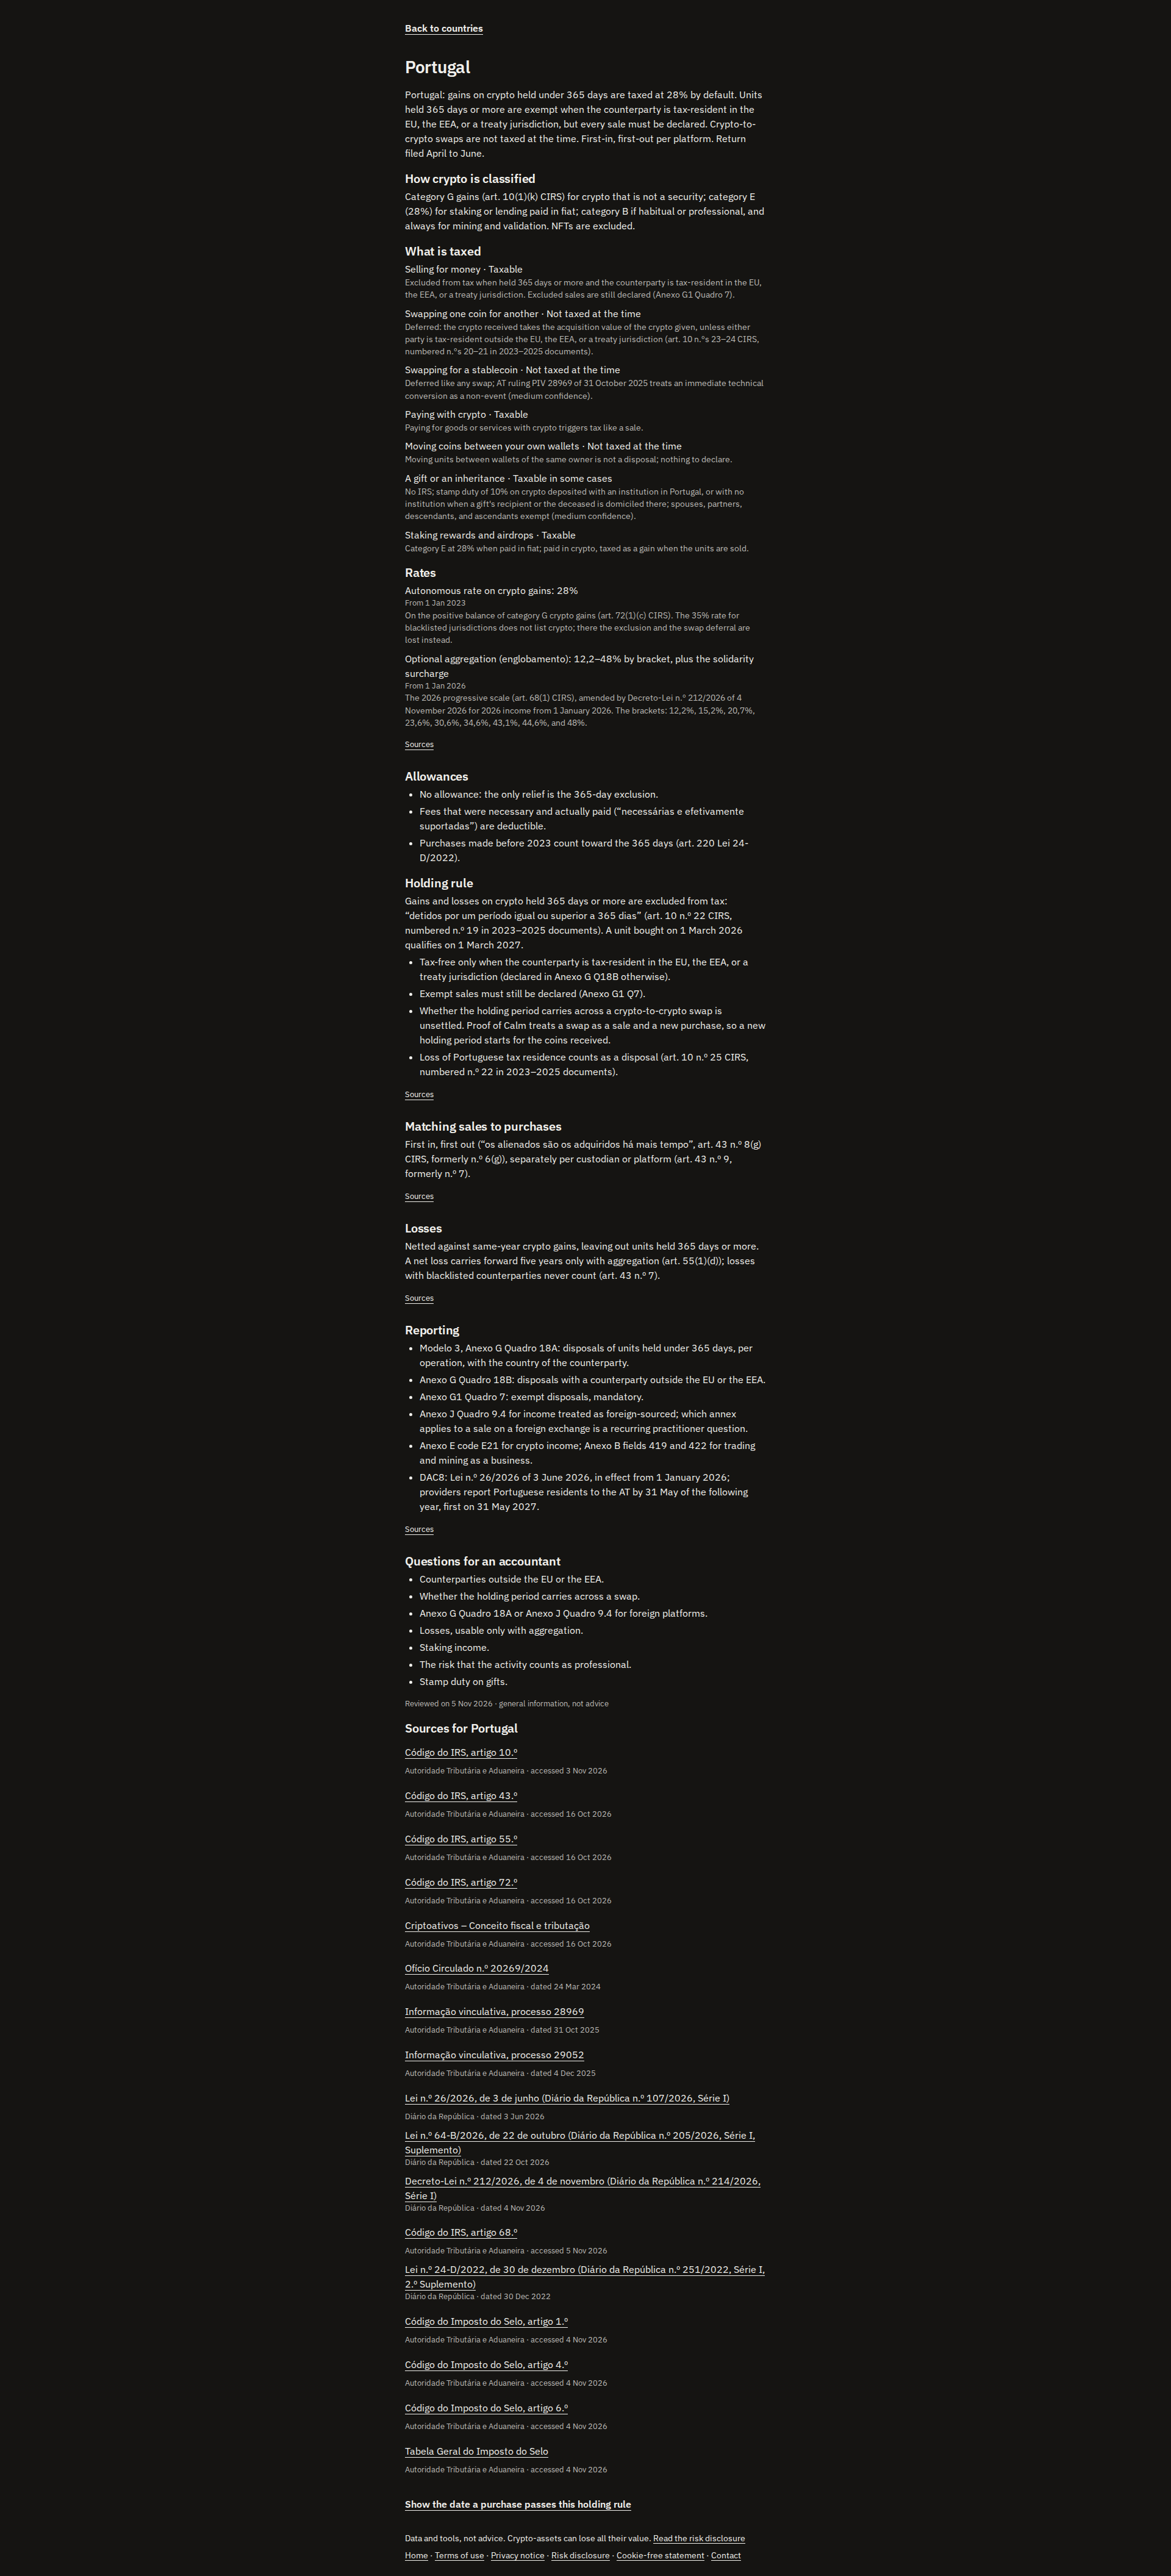 Back to countries
Portugal
Portugal: gains on crypto held under 365 days are taxed at 28% by default. Units
held 365 days or more are exempt when the counterparty is tax-resident in the
EU, the EEA, or a treaty jurisdiction, but every sale must be declared. Crypto-to-
crypto swaps are not taxed at the time. First-in, first-out per platform. Return
filed April to June.
How crypto is classified
Category G gains (art. 10(1)(k) CIRS) for crypto that is not a security; category E
(28%) for staking or lending paid in fiat; category B if habitual or professional, and
always for mining and validation. NFTs are excluded.
What is taxed
Selling for money · Taxable
Excluded from tax when held 365 days or more and the counterparty is tax-resident in the EU,
the EEA, or a treaty jurisdiction. Excluded sales are still declared (Anexo G1 Quadro 7).
Swapping one coin for another · Not taxed at the time
Deferred: the crypto received takes the acquisition value of the crypto given, unless either
party is tax-resident outside the EU, the EEA, or a treaty jurisdiction (art. 10 n.ºs 23–24 CIRS,
numbered n.ºs 20–21 in 2023–2025 documents).
Swapping for a stablecoin · Not taxed at the time
Deferred like any swap; AT ruling PIV 28969 of 31 October 2025 treats an immediate technical
conversion as a non-event (medium confidence).
Paying with crypto · Taxable
Paying for goods or services with crypto triggers tax like a sale.
Moving coins between your own wallets · Not taxed at the time
Moving units between wallets of the same owner is not a disposal; nothing to declare.
A gift or an inheritance · Taxable in some cases
No IRS; stamp duty of 10% on crypto deposited with an institution in Portugal, or with no
institution when a gift's recipient or the deceased is domiciled there; spouses, partners,
descendants, and ascendants exempt (medium confidence).
Staking rewards and airdrops · Taxable
Category E at 28% when paid in fiat; paid in crypto, taxed as a gain when the units are sold.
Rates
Autonomous rate on crypto gains: 28%
From 1 Jan 2023
On the positive balance of category G crypto gains (art. 72(1)(c) CIRS). The 35% rate for
blacklisted jurisdictions does not list crypto; there the exclusion and the swap deferral are
lost instead.
Optional aggregation (englobamento): 12,2–48% by bracket, plus the solidarity
surcharge
From 1 Jan 2026
The 2026 progressive scale (art. 68(1) CIRS), amended by Decreto-Lei n.º 212/2026 of 4
November 2026 for 2026 income from 1 January 2026. The brackets: 12,2%, 15,2%, 20,7%,
23,6%, 30,6%, 34,6%, 43,1%, 44,6%, and 48%.
Sources
Allowances
• No allowance: the only relief is the 365-day exclusion.
• Fees that were necessary and actually paid (“necessárias e efetivamente
suportadas”) are deductible.
• Purchases made before 2023 count toward the 365 days (art. 220 Lei 24-
D/2022).
Holding rule
Gains and losses on crypto held 365 days or more are excluded from tax:
“detidos por um período igual ou superior a 365 dias” (art. 10 n.º 22 CIRS,
numbered n.º 19 in 2023–2025 documents). A unit bought on 1 March 2026
qualifies on 1 March 2027.
• Tax-free only when the counterparty is tax-resident in the EU, the EEA, or a
treaty jurisdiction (declared in Anexo G Q18B otherwise).
• Exempt sales must still be declared (Anexo G1 Q7).
• Whether the holding period carries across a crypto-to-crypto swap is
unsettled. Proof of Calm treats a swap as a sale and a new purchase, so a new
holding period starts for the coins received.
• Loss of Portuguese tax residence counts as a disposal (art. 10 n.º 25 CIRS,
numbered n.º 22 in 2023–2025 documents).
Sources
Matching sales to purchases
First in, first out (“os alienados são os adquiridos há mais tempo”, art. 43 n.º 8(g)
CIRS, formerly n.º 6(g)), separately per custodian or platform (art. 43 n.º 9,
formerly n.º 7).
Sources
Losses
Netted against same-year crypto gains, leaving out units held 365 days or more.
A net loss carries forward five years only with aggregation (art. 55(1)(d)); losses
with blacklisted counterparties never count (art. 43 n.º 7).
Sources
Reporting
• Modelo 3, Anexo G Quadro 18A: disposals of units held under 365 days, per
operation, with the country of the counterparty.
• Anexo G Quadro 18B: disposals with a counterparty outside the EU or the EEA.
• Anexo G1 Quadro 7: exempt disposals, mandatory.
• Anexo J Quadro 9.4 for income treated as foreign-sourced; which annex
applies to a sale on a foreign exchange is a recurring practitioner question.
• Anexo E code E21 for crypto income; Anexo B fields 419 and 422 for trading
and mining as a business.
• DAC8: Lei n.º 26/2026 of 3 June 2026, in effect from 1 January 2026;
providers report Portuguese residents to the AT by 31 May of the following
year, first on 31 May 2027.
Sources
Questions for an accountant
• Counterparties outside the EU or the EEA.
• Whether the holding period carries across a swap.
• Anexo G Quadro 18A or Anexo J Quadro 9.4 for foreign platforms.
• Losses, usable only with aggregation.
• Staking income.
• The risk that the activity counts as professional.
• Stamp duty on gifts.
Reviewed on 5 Nov 2026 · general information, not advice
Sources for Portugal
Código do IRS, artigo 10.º
Autoridade Tributária e Aduaneira · accessed 3 Nov 2026
Código do IRS, artigo 43.º
Autoridade Tributária e Aduaneira · accessed 16 Oct 2026
Código do IRS, artigo 55.º
Autoridade Tributária e Aduaneira · accessed 16 Oct 2026
Código do IRS, artigo 72.º
Autoridade Tributária e Aduaneira · accessed 16 Oct 2026
Criptoativos – Conceito fiscal e tributação
Autoridade Tributária e Aduaneira · accessed 16 Oct 2026
Ofício Circulado n.º 20269/2024
Autoridade Tributária e Aduaneira · dated 24 Mar 2024
Informação vinculativa, processo 28969
Autoridade Tributária e Aduaneira · dated 31 Oct 2025
Informação vinculativa, processo 29052
Autoridade Tributária e Aduaneira · dated 4 Dec 2025
Lei n.º 26/2026, de 3 de junho (Diário da República n.º 107/2026, Série I)
Diário da República · dated 3 Jun 2026
Lei n.º 64-B/2026, de 22 de outubro (Diário da República n.º 205/2026, Série I,
Suplemento)
Diário da República · dated 22 Oct 2026
Decreto-Lei n.º 212/2026, de 4 de novembro (Diário da República n.º 214/2026,
Série I)
Diário da República · dated 4 Nov 2026
Código do IRS, artigo 68.º
Autoridade Tributária e Aduaneira · accessed 5 Nov 2026
Lei n.º 24-D/2022, de 30 de dezembro (Diário da República n.º 251/2022, Série I,
2.º Suplemento)
Diário da República · dated 30 Dec 2022
Código do Imposto do Selo, artigo 1.º
Autoridade Tributária e Aduaneira · accessed 4 Nov 2026
Código do Imposto do Selo, artigo 4.º
Autoridade Tributária e Aduaneira · accessed 4 Nov 2026
Código do Imposto do Selo, artigo 6.º
Autoridade Tributária e Aduaneira · accessed 4 Nov 2026
Tabela Geral do Imposto do Selo
Autoridade Tributária e Aduaneira · accessed 4 Nov 2026
Show the date a purchase passes this holding rule
Data and tools, not advice. Crypto-assets can lose all their value. Read the risk disclosure
Home · Terms of use · Privacy notice · Risk disclosure · Cookie-free statement · Contact